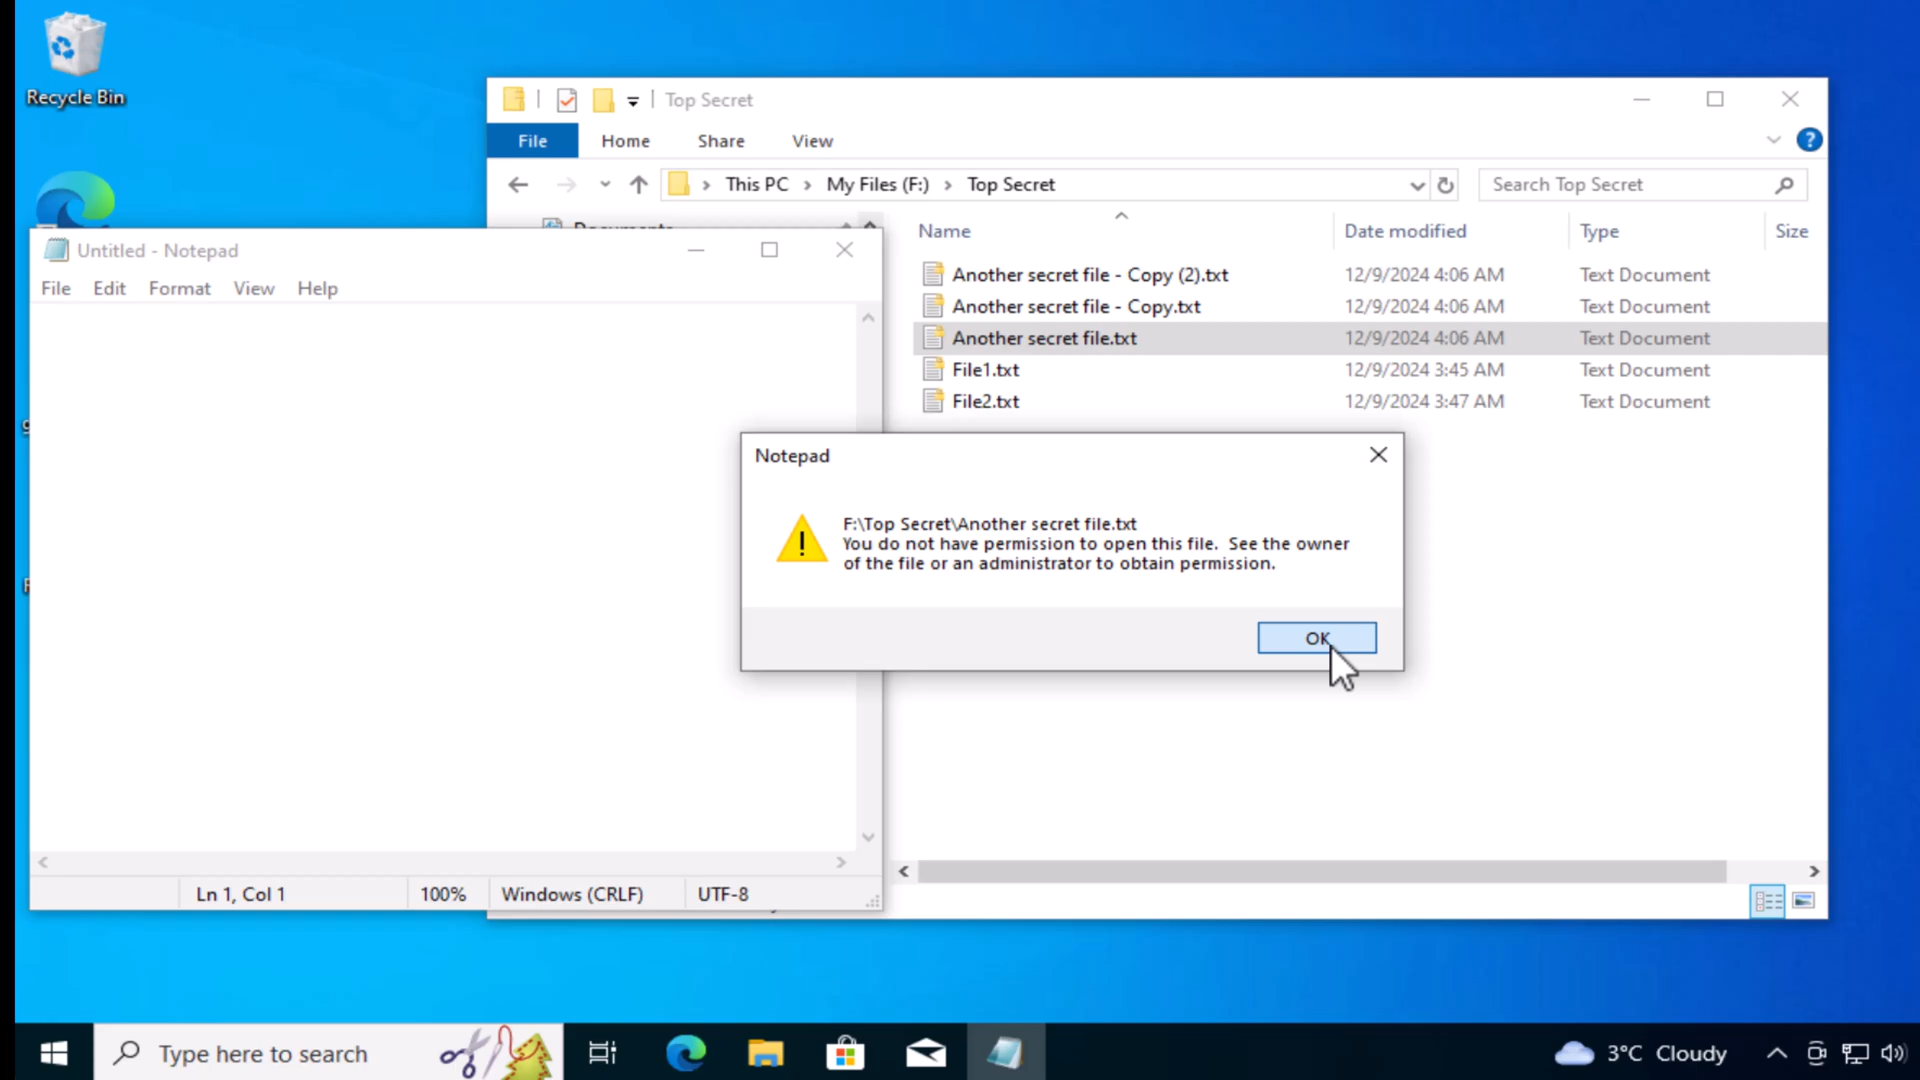 Recycle Bin
Top Secret
File Home Share View
This PC My Files (F:) Top Secret
Search Top Secret
Documents
Name Date modified Type Size
Another secret file - Copy (2).txt 12/9/2024 4:06 AM Text Document
Another secret file - Copy.txt 12/9/2024 4:06 AM Text Document
Another secret file.txt 12/9/2024 4:06 AM Text Document
File1.txt 12/9/2024 3:45 AM Text Document
File2.txt 12/9/2024 3:47 AM Text Document
Untitled - Notepad
File Edit Format View Help
Notepad
F:\Top Secret\Another secret file.txt
You do not have permission to open this file. See the owner
of the file or an administrator to obtain permission.
OK
Ln 1, Col 1 100% Windows (CRLF) UTF-8
Type here to search
3°C Cloudy